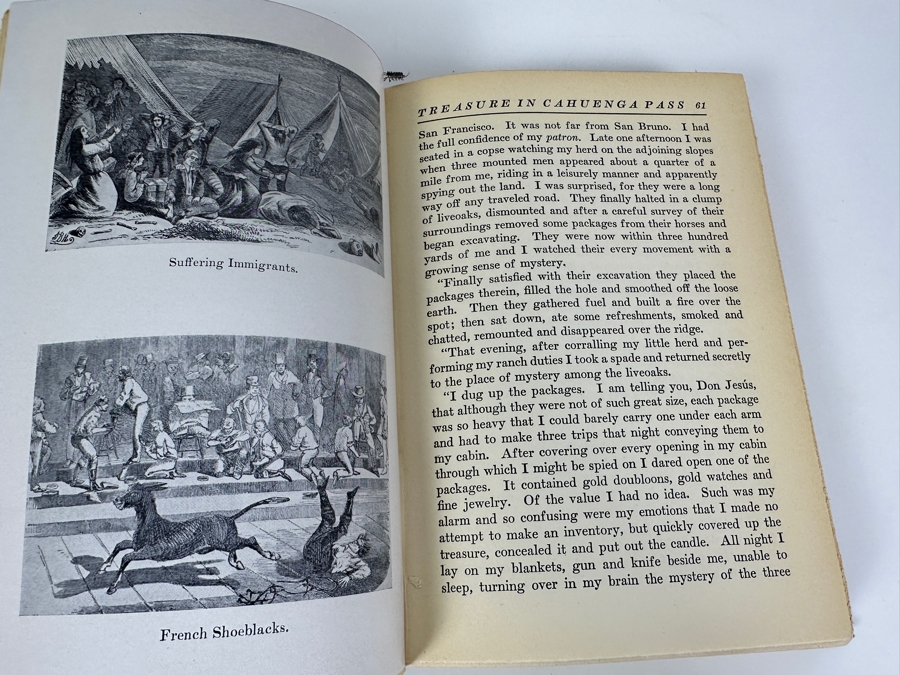 Suffering Immigrants.
French Shoeblacks.
TREASURE IN CAHUENGA PASS 61
San Francisco. It was not far from San Bruno. I had
the full confidence of my patron. Late one afternoon I was
seated in a copse watching my herd on the adjoining slopes
when three mounted men appeared about a quarter of a
mile from me, riding in a leisurely manner and apparently
spying out the land. I was surprised, for they were a long
way off any traveled road. They finally halted in a clump
of liveoaks, dismounted and after a careful survey of their
surroundings removed some packages from their horses and
began excavating. They were now within three hundred
yards of me and I watched their every movement with a
growing sense of mystery.
"Finally satisfied with their excavation they placed the
packages therein, filled the hole and smoothed off the loose
earth. Then they gathered fuel and built a fire over the
spot; then sat down, ate some refreshments, smoked and
chatted, remounted and disappeared over the ridge.
"That evening, after corralling my little herd and per-
forming my ranch duties I took a spade and returned secretly
to the place of mystery among the liveoaks.
"I dug up the packages. I am telling you, Don Jesús,
that although they were not of such great size, each package
was so heavy that I could barely carry one under each arm
and had to make three trips that night conveying them to
my cabin. After covering over every opening in my cabin
through which I might be spied on I dared open one of the
packages. It contained gold doubloons, gold watches and
fine jewelry. Of the value I had no idea. Such was my
alarm and so confusing were my emotions that I made no
attempt to make an inventory, but quickly covered up the
treasure, concealed it and put out the candle. All night I
lay on my blankets, gun and knife beside me, unable to
sleep, turning over in my brain the mystery of the three